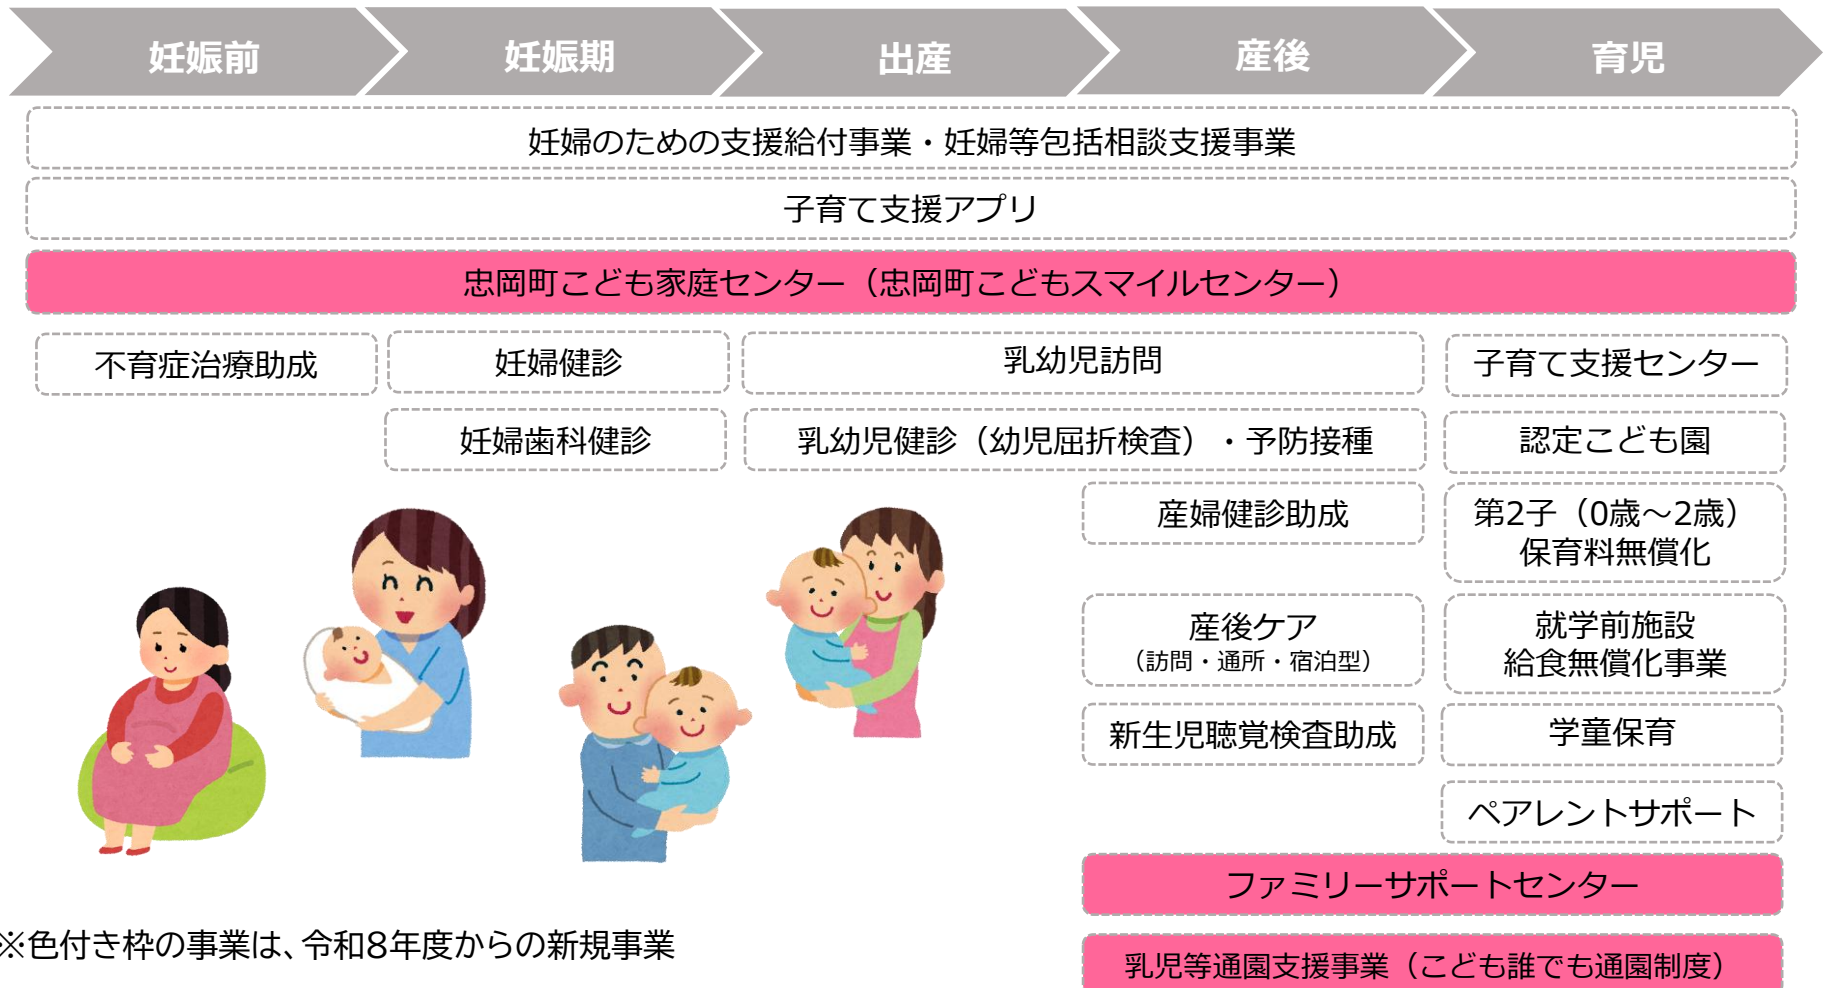 妊娠前
妊娠期
出産
産後
育児
妊婦のための支援給付事業・妊婦等包括相談支援事業
子育て支援アプリ
忠岡町こども家庭センター（忠岡町こどもスマイルセンター）
不育症治療助成
妊婦健診
乳幼児訪問
子育て支援センター
妊婦歯科健診
乳幼児健診（幼児屈折検査）・予防接種
認定こども園
産婦健診助成
第2子（0歳～2歳）
保育料無償化
産後ケア
（訪問・通所・宿泊型）
就学前施設
給食無償化事業
新生児聴覚検査助成
学童保育
ペアレントサポート
ファミリーサポートセンター
※色付き枠の事業は、令和8年度からの新規事業
乳児等通園支援事業（こども誰でも通園制度）